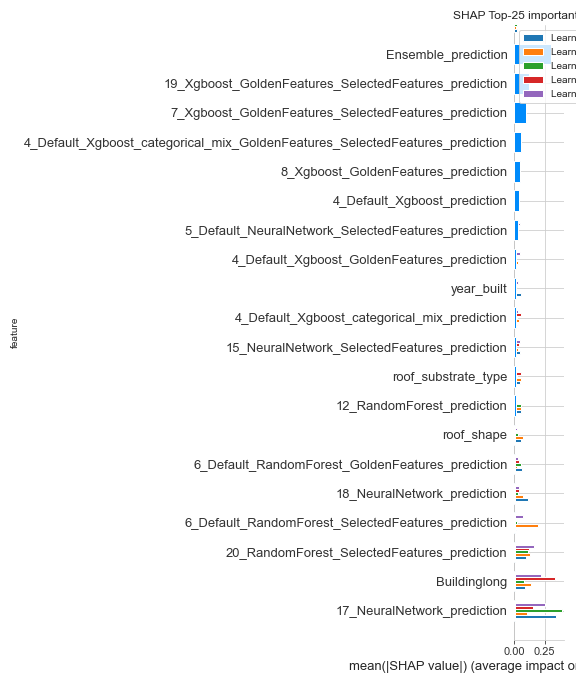 SHAP Top-25 important
Learn
Learn
Learn
Learn
Learn
Ensemble_prediction
19_Xgboost_GoldenFeatures_SelectedFeatures_prediction
7_Xgboost_GoldenFeatures_SelectedFeatures_prediction
4_Default_Xgboost_categorical_mix_GoldenFeatures_SelectedFeatures_prediction
8_Xgboost_GoldenFeatures_prediction
4_Default_Xgboost_prediction
5_Default_NeuralNetwork_SelectedFeatures_prediction
4_Default_Xgboost_GoldenFeatures_prediction
year_built
4_Default_Xgboost_categorical_mix_prediction
15_NeuralNetwork_SelectedFeatures_prediction
roof_substrate_type
12_RandomForest_prediction
roof_shape
6_Default_RandomForest_GoldenFeatures_prediction
18_NeuralNetwork_prediction
6_Default_RandomForest_SelectedFeatures_prediction
20_RandomForest_SelectedFeatures_prediction
Buildinglong
17_NeuralNetwork_prediction
feature
0.00 0.25
mean(|SHAP value|) (average impact o